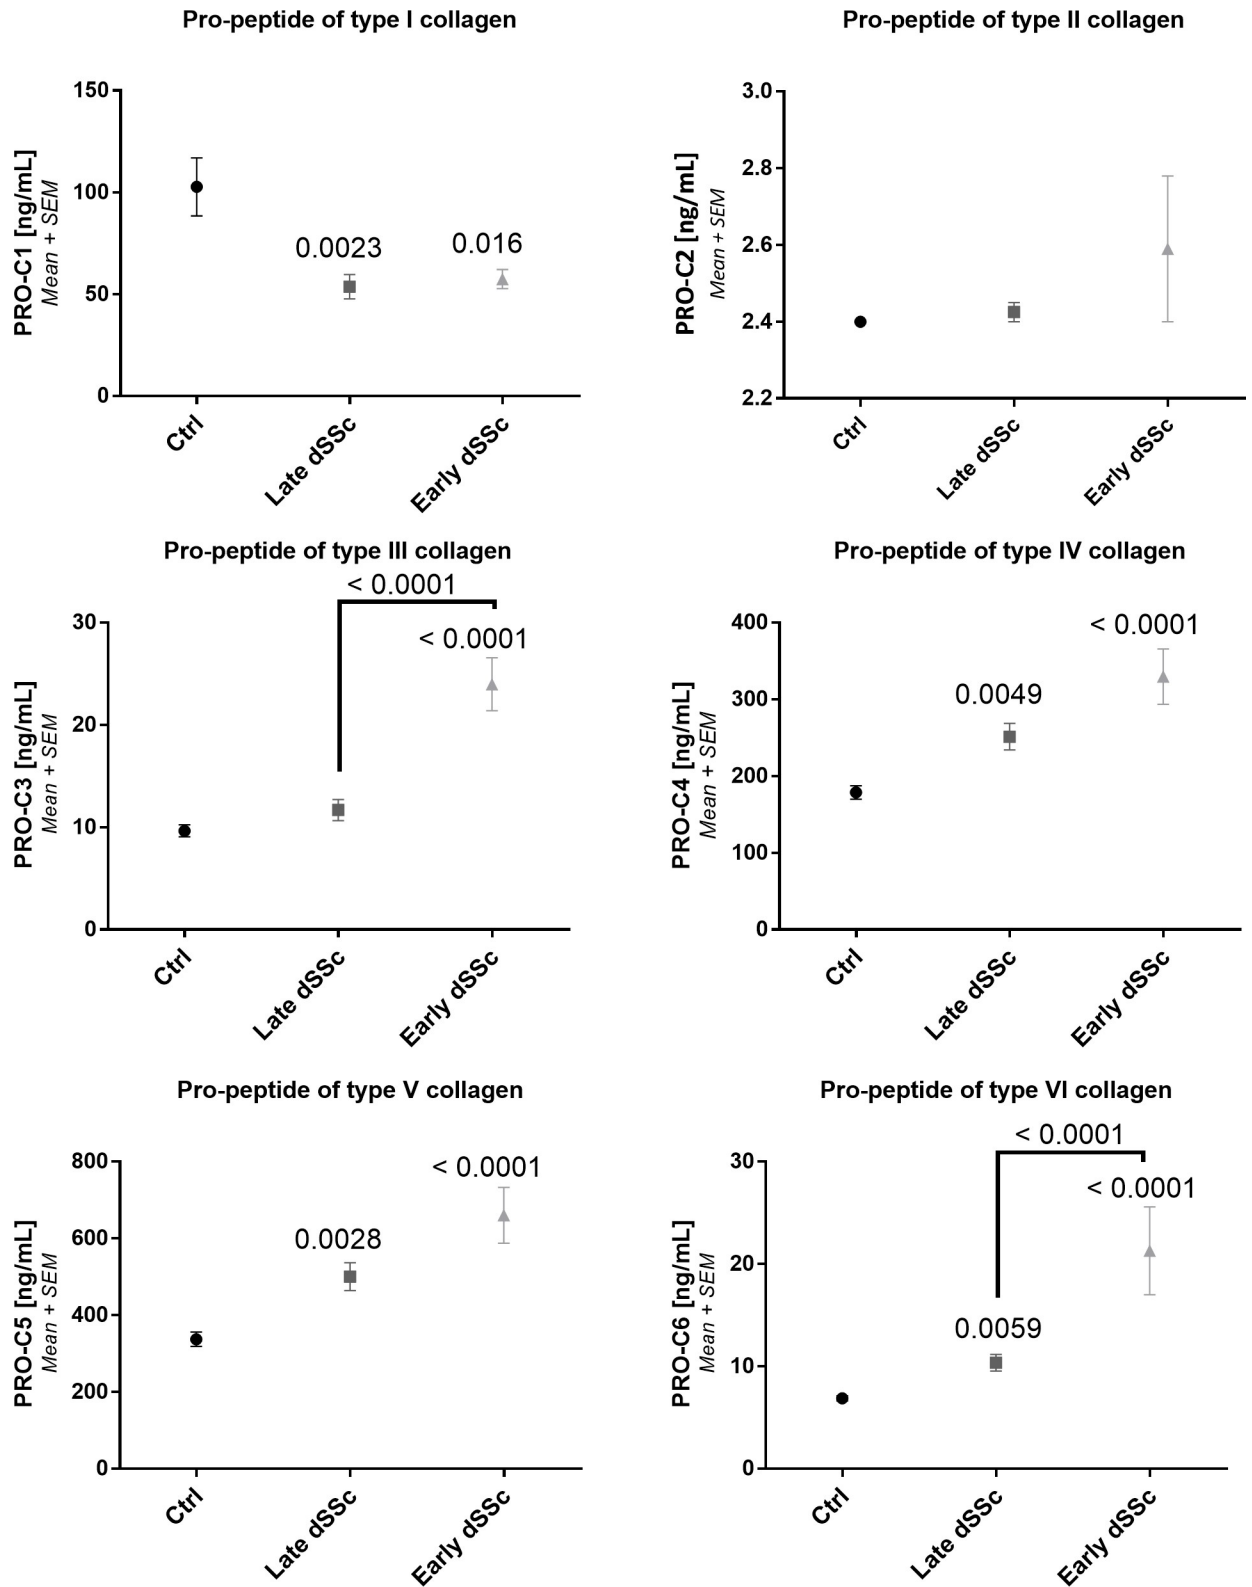 Pro-peptide of type I collagen
PRO-C1 [ng/mL]
Mean + SEM
150
100
50
0
0.0023
0.016
Ctrl
Late dSSc
Early dSSc
Pro-peptide of type II collagen
PRO-C2 [ng/mL]
Mean + SEM
3.0
2.8
2.6
2.4
2.2
Ctrl
Late dSSc
Early dSSc
Pro-peptide of type III collagen
PRO-C3 [ng/mL]
Mean + SEM
< 0.0001
< 0.0001
30
20
10
0
Ctrl
Late dSSc
Early dSSc
Pro-peptide of type IV collagen
PRO-C4 [ng/mL]
Mean + SEM
400
300
200
100
0
0.0049
< 0.0001
Ctrl
Late dSSc
Early dSSc
Pro-peptide of type V collagen
PRO-C5 [ng/mL]
Mean + SEM
800
600
400
200
0
0.0028
< 0.0001
Ctrl
Late dSSc
Early dSSc
Pro-peptide of type VI collagen
PRO-C6 [ng/mL]
Mean + SEM
< 0.0001
< 0.0001
30
20
10
0
0.0059
Ctrl
Late dSSc
Early dSSc